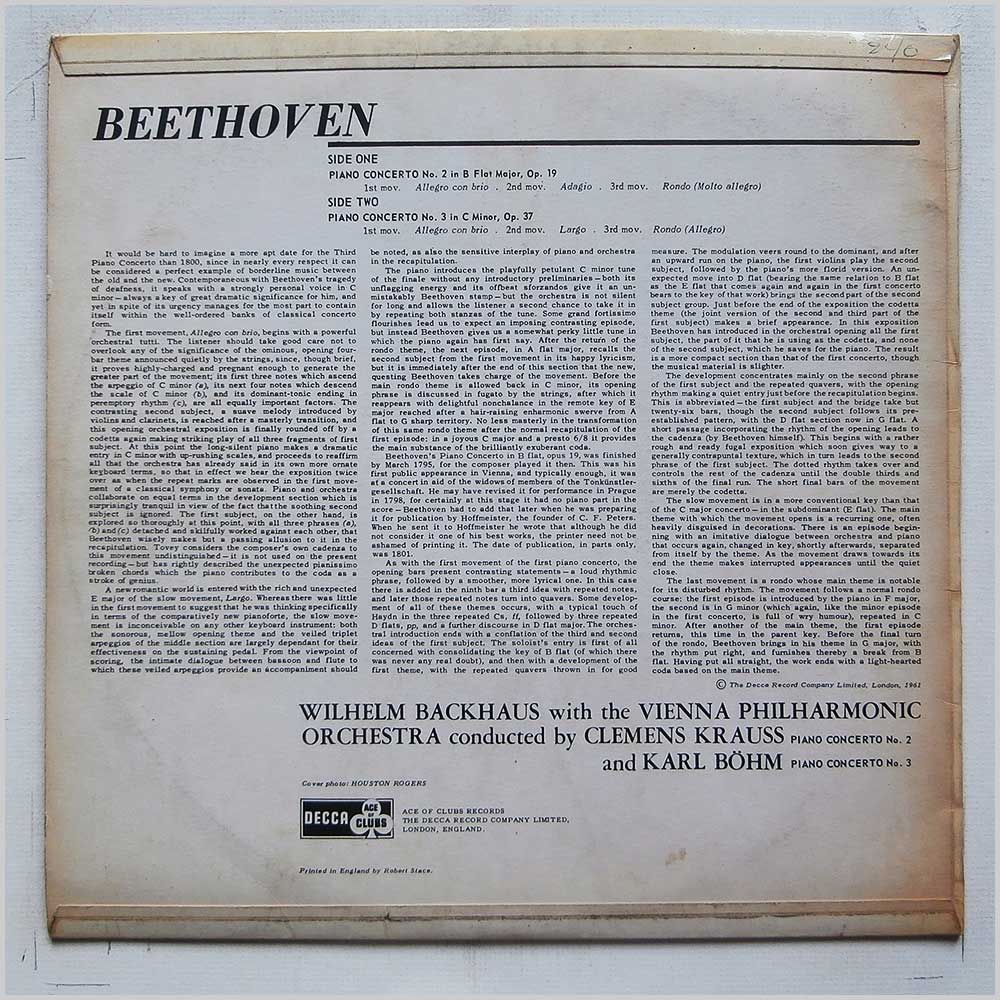 240
BEETHOVEN
SIDE ONE
PIANO CONCERTO No. 2 in B Flat Major, Op. 19
1st mov. Allegro con brio . 2nd mov. Adagio . 3rd mov. Rondo (Molto allegro)
SIDE TWO
PIANO CONCERTO No. 3 in C Minor, Op. 37
1st mov. Allegro con brio . 2nd mov. Largo . 3rd mov. Rondo (Allegro)
It would be hard to imagine a more apt date for the Third
Piano Concerto than 1800, since in nearly every respect it can
be considered a perfect example of borderline music between
the old and the new. Contemporaneous with Beethoven's tragedy
of deafness, it speaks with a strongly personal voice in C
minor—always a key of great dramatic significance for him, and
yet in spite of its urgency manages for the most part to contain
itself within the well-ordered banks of classical concerto
form.
The first movement, Allegro con brio, begins with a powerful
orchestral tutti. The listener should take good care not to
overlook any of the significance of the ominous, opening four-
bar theme announced quietly by the strings, since, though brief,
it proves highly-charged and pregnant enough to generate the
greater part of the movement; its first three notes which ascend
the arpeggio of C minor (a), its next four notes which descend
the scale of C minor (b), and its dominant-tonic ending in
peremptory rhythm (c), are all equally important factors. The
contrasting second subject, a suave melody introduced by
violins and clarinets, is reached after a masterly transition, and
this opening orchestral exposition is finally rounded off by a
codetta again making striking play of all three fragments of first
subject. At this point the long-silent piano makes a dramatic
entry in C minor with up-rushing scales, and proceeds to reaffirm
all that the orchestra has already said in its own more ornate
keyboard terms, so that in effect we hear the exposition twice
over as when the repeat marks are observed in the first move-
ment of a classical symphony or sonata. Piano and orchestra
collaborate on equal terms in the development section which is
surprisingly tranquil in view of the fact that the soothing second
subject is ignored. The first subject, on the other hand, is
explored so thoroughly at this point, with all three phrases (a),
(b) and (c) detached and skilfully worked against each other, that
Beethoven wisely makes but a passing allusion to it in the
recapitulation. Tovey considers the composer's own cadenza to
this movement undistinguished—it is not used on the present
recording—but has rightly described the unexpected pianissimo
broken chords which the piano contributes to the coda as a
stroke of genius.
A new romantic world is entered with the rich and unexpected
E major of the slow movement, Largo. Whereas there was little
in the first movement to suggest that he was thinking specifically
in terms of the comparatively new pianoforte, the slow move-
ment is inconceivable on any other keyboard instrument: both
the sonorous, mellow opening theme and the veiled triplet
arpeggios of the middle section are largely dependant for their
effectiveness on the sustaining pedal. From the viewpoint of
scoring, the intimate dialogue between bassoon and flute to
which these veiled arpeggios provide an accompaniment should
be noted, as also the sensitive interplay of piano and orchestra
in the recapitulation.
The piano introduces the playfully petulant C minor tune
of the finale without any introductory preliminaries—both its
unflagging energy and its offbeat sforzandos give it an un-
mistakably Beethoven stamp—but the orchestra is not silent
for long and allows the listener a second chance to take it in
by repeating both stanzas of the tune. Some grand fortissimo
flourishes lead us to expect an imposing contrasting episode,
but instead Beethoven gives us a somewhat perky little tune in
which the piano again has first say. After the return of the
rondo theme, the next episode, in A flat major, recalls the
second subject from the first movement in its happy lyricism,
but it is immediately after the end of this section that the new,
questing Beethoven takes charge of the movement. Before the
main rondo theme is allowed back in C minor, its opening
phrase is discussed in fugato by the strings, after which it
reappears with delightful nonchalance in the remote key of E
major reached after a hair-raising enharmonic swerve from A
flat to G sharp territory. No less masterly is the transformation
of this same rondo theme after the normal recapitulation of the
first episode: in a joyous C major and a presto 6/8 it provides
the main substance of the brilliantly exuberant coda.
Beethoven's Piano Concerto in B flat, opus 19, was finished
by March 1795, for the composer played it then. This was his
first public appearance in Vienna, and typically enough, it was
at a concert in aid of the widows of members of the Tonkünstler-
gesellschaft. He may have revised it for performance in Prague
in 1798, for certainly at this stage it had no piano part in the
score—Beethoven had to add that later when he was preparing
it for publication by Hoffmeister, the founder of C. F. Peters.
When he sent it to Hoffmeister he wrote that although he did
not consider it one of his best works, the printer need not be
ashamed of printing it. The date of publication, in parts only,
was 1801.
As with the first movement of the first piano concerto, the
opening bars present contrasting statements—a loud rhythmic
phrase, followed by a smoother, more lyrical one. In this case
there is added in the ninth bar a third idea with repeated notes,
and later those repeated notes turn into quavers. Some develop-
ment of all of these themes occurs, with a typical touch of
Haydn in the three repeated Cs, ff, followed by three repeated
D flats, pp, and a further discourse in D flat major. The orches-
tral introduction ends with a conflation of the third and second
ideas of the first subject. The soloist's entry is first of all
concerned with consolidating the key of B flat (of which there
was never any real doubt), and then with a development of the
first theme, with the repeated quavers thrown in for good
measure. The modulation veers round to the dominant, and after
an upward run on the piano, the first violins play the second
subject, followed by the piano's more florid version. An un-
expected move into D flat (bearing the same relation to B flat
as the E flat that comes again and again in the first concerto
bears to the key of that work) brings the second part of the second
subject group. Just before the end of the exposition the codetta
theme (the joint version of the second and third part of the
first subject) makes a brief appearance. In this exposition
Beethoven has introduced in the orchestral opening all the first
subject, the part of it that he is using as the codetta, and none
of the second subject, which he saves for the piano. The result
is a more compact section than that of the first concerto though
the musical material is slighter.
The development concentrates mainly on the second phrase
of the first subject and the repeated quavers, with the opening
rhythm making a quiet entry just before the recapitulation begins.
This is abbreviated—the first subject and the bridge take but
twenty-six bars, though the second subject follows its pre-
established pattern, with the D flat section now in G flat. A
short passage incorporating the rhythm of the opening leads to
the cadenza (by Beethoven himself). This begins with a rather
rough and ready fugal exposition which soon gives way to a
generally contrapuntal texture, which in turn leads to the second
phrase of the first subject. The dotted rhythm takes over and
controls the rest of the cadenza until the double thirds and
sixths of the final run. The short final bars of the movement
are merely the codetta.
The slow movement is in a more conventional key than that
of the C major concerto—in the subdominant (E flat). The main
theme with which the movement opens is a recurring one, often
heavily disguised in decorations. There is an episode begin-
ning with an imitative dialogue between orchestra and piano
that occurs again, changed in key, shortly afterwards, separated
from itself by the theme. As the movement draws towards its
end the theme makes interrupted appearances until the quiet
close.
The last movement is a rondo whose main theme is notable
for its disturbed rhythm. The movement follows a normal rondo
course: the first episode is introduced by the piano in F major,
the second is in G minor (which again, like the minor episode
in the first concerto, is full of wry humour), repeated in C
minor. After another of the main theme, the first episode
returns, this time in the parent key. Before the final turn
of the rondo, Beethoven brings in his theme in G major, with
the rhythm put right, and furnishes thereby a break from B
flat. Having put all straight, the work ends with a light-hearted
coda based on the main theme.
© The Decca Record Company Limited, London, 1961
WILHELM BACKHAUS with the VIENNA PHILHARMONIC
ORCHESTRA conducted by CLEMENS KRAUSS PIANO CONCERTO No. 2
and KARL BÖHM PIANO CONCERTO No. 3
Cover photo: HOUSTON ROGERS
DECCA ACE OF CLUBS
ACE OF CLUBS RECORDS
THE DECCA RECORD COMPANY LIMITED,
LONDON, ENGLAND.
Printed in England by Robert Stace.